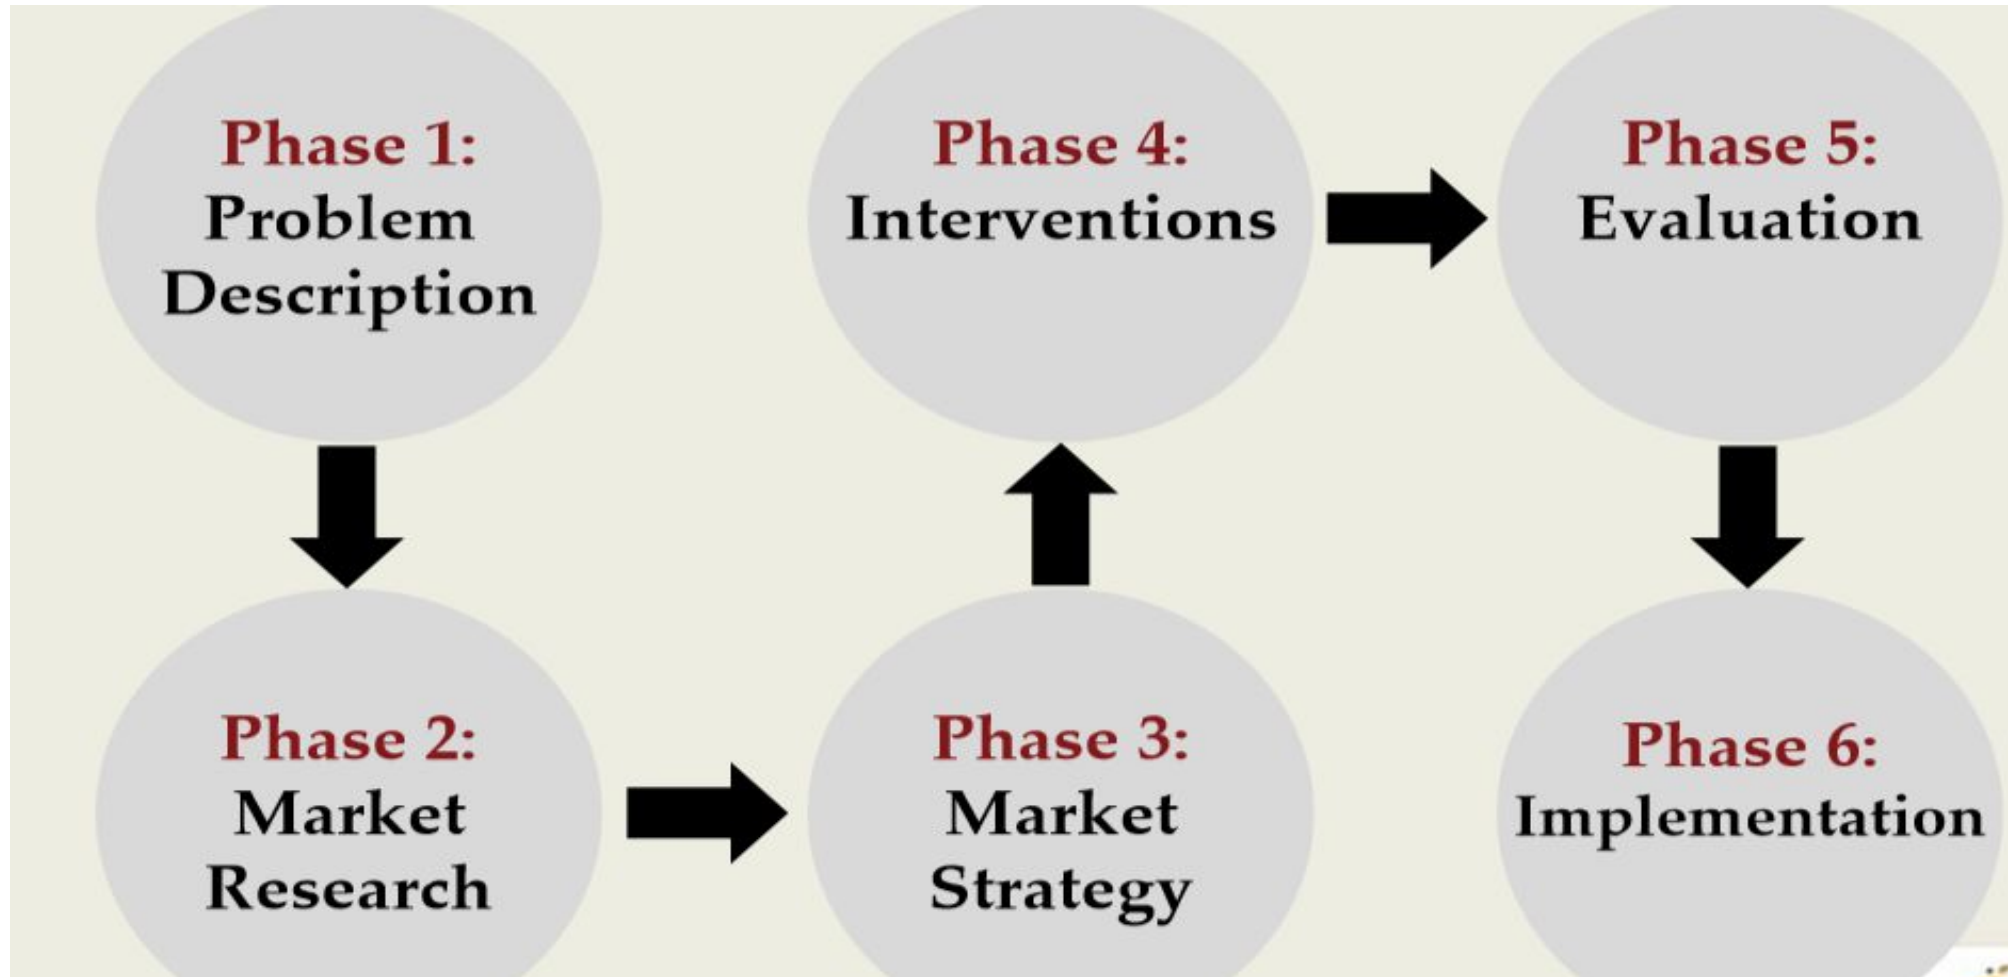 Phase 1:
Problem
Description
Phase 2:
Market
Research
Phase 3:
Market
Strategy
Phase 4:
Interventions
Phase 5:
Evaluation
Phase 6:
Implementation